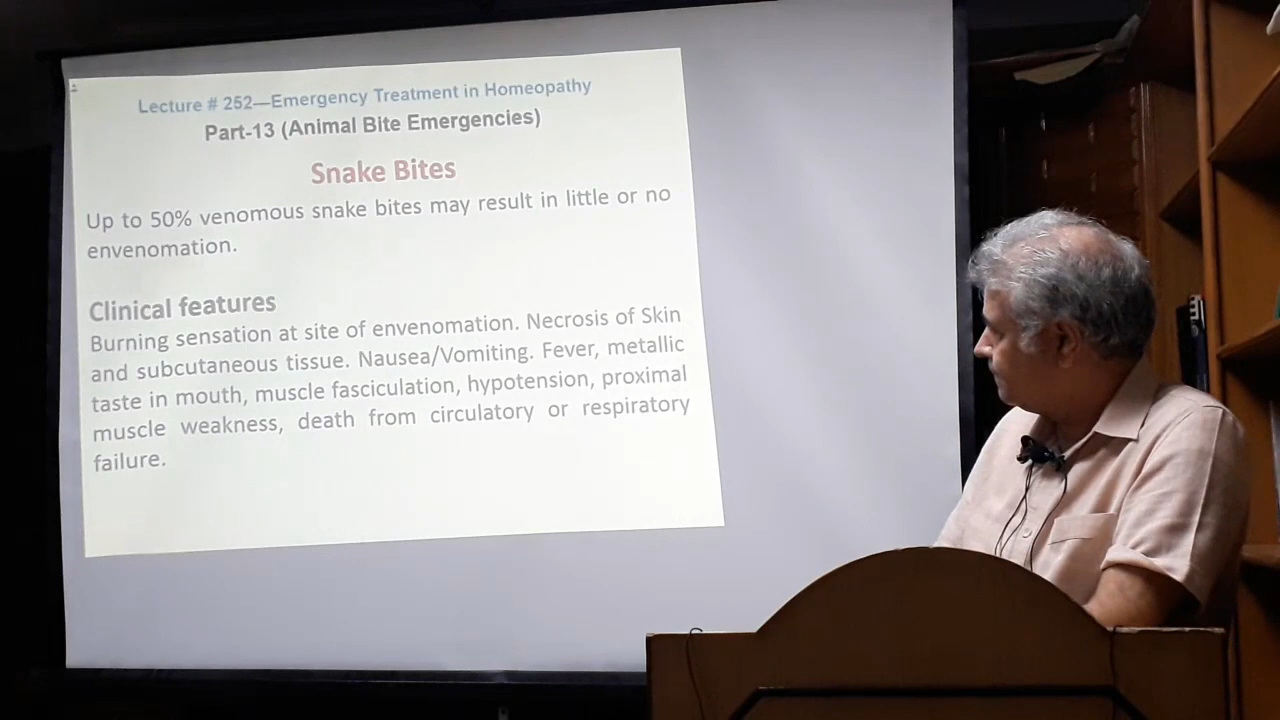 Lecture # 252—Emergency Treatment in Homeopathy
Part-13 (Animal Bite Emergencies)
Snake Bites
Up to 50% venomous snake bites may result in little or no
envenomation.
Clinical features
Burning sensation at site of envenomation. Necrosis of Skin
and subcutaneous tissue. Nausea/Vomiting. Fever, metallic
taste in mouth, muscle fasciculation, hypotension, proximal
muscle weakness, death from circulatory or respiratory
failure.